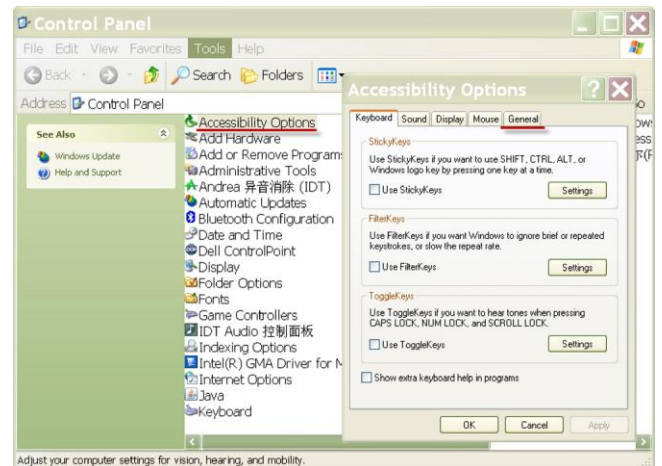 Control Panel
File Edit View Favorites Tools Help
Back Search Folders
Address Control Panel
See Also
Windows Update
Help and Support
Accessibility Options
Add Hardware
Add or Remove Program
Administrative Tools
Andrea 异音消除 (IDT)
Automatic Updates
Bluetooth Configuration
Date and Time
Dell ControlPoint
Display
Folder Options
Fonts
Game Controllers
IDT Audio 控制面板
Indexing Options
Intel(R) GMA Driver for M
Internet Options
Java
Keyboard
Accessibility Options
Keyboard Sound Display Mouse General
StickyKeys
Use StickyKeys if you want to use SHIFT, CTRL, ALT, or
Windows logo key by pressing one key at a time.
Use StickyKeys Settings
FilterKeys
Use FilterKeys if you want Windows to ignore brief or repeated
keystrokes, or slow the repeat rate.
Use FilterKeys Settings
ToggleKeys
Use ToggleKeys if you want to hear tones when pressing
CAPS LOCK, NUM LOCK, and SCROLL LOCK.
Use ToggleKeys Settings
Show extra keyboard help in programs
OK Cancel Apply
Adjust your computer settings for vision, hearing, and mobility.